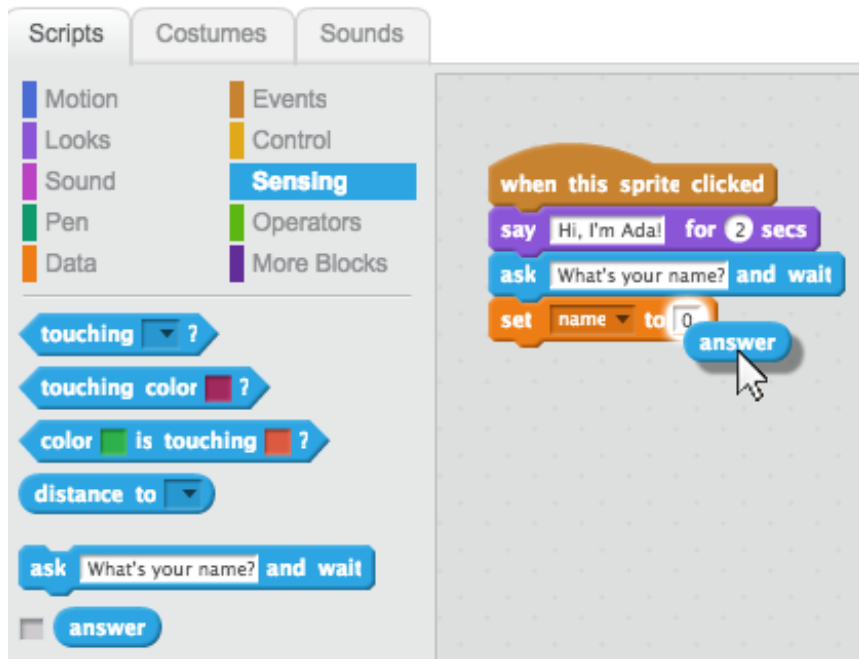 Scripts Costumes Sounds
Motion Events
Looks Control
Sound Sensing
Pen Operators
Data More Blocks
touching ?
touching color ?
color is touching ?
distance to
ask What's your name? and wait
answer
when this sprite clicked
say Hi, I'm Ada! for 2 secs
ask What's your name? and wait
set name to 0
answer